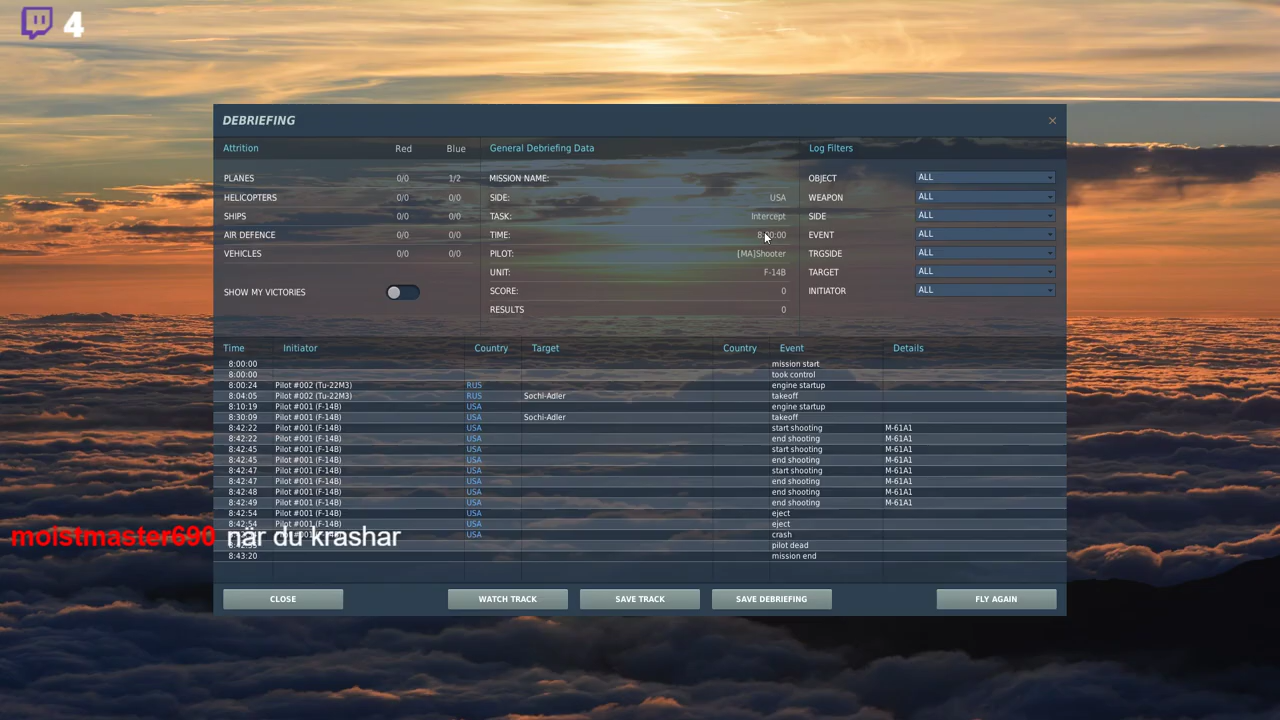 4
DEBRIEFING
Attrition Red Blue General Debriefing Data Log Filters
PLANES 0/0 1/2 MISSION NAME: OBJECT ALL
HELICOPTERS 0/0 0/0 SIDE: USA WEAPON ALL
SHIPS 0/0 0/0 TASK: Intercept SIDE ALL
AIR DEFENCE 0/0 0/0 TIME: 8:00:00 EVENT ALL
VEHICLES 0/0 0/0 PILOT: [MA]Shooter TRGSIDE ALL
UNIT: F-14B TARGET ALL
SHOW MY VICTORIES SCORE: 0 INITIATOR ALL
RESULTS 0
Time Initiator Country Target Country Event Details
8:00:00 mission start
8:00:00 took control
8:00:24 Pilot #002 (Tu-22M3) RUS engine startup
8:04:05 Pilot #002 (Tu-22M3) RUS Sochi-Adler takeoff
8:10:19 Pilot #001 (F-14B) USA engine startup
8:30:09 Pilot #001 (F-14B) USA Sochi-Adler takeoff
8:42:22 Pilot #001 (F-14B) USA start shooting M-61A1
8:42:22 Pilot #001 (F-14B) USA end shooting M-61A1
8:42:45 Pilot #001 (F-14B) USA start shooting M-61A1
8:42:45 Pilot #001 (F-14B) USA end shooting M-61A1
8:42:47 Pilot #001 (F-14B) USA start shooting M-61A1
8:42:47 Pilot #001 (F-14B) USA end shooting M-61A1
8:42:48 Pilot #001 (F-14B) USA end shooting M-61A1
8:42:49 Pilot #001 (F-14B) USA end shooting M-61A1
8:42:54 Pilot #001 (F-14B) USA eject
8:42:54 Pilot #001 (F-14B) USA eject
USA crash
pilot dead
8:43:20 mission end
moistmaster690 när du krashar
CLOSE WATCH TRACK SAVE TRACK SAVE DEBRIEFING FLY AGAIN